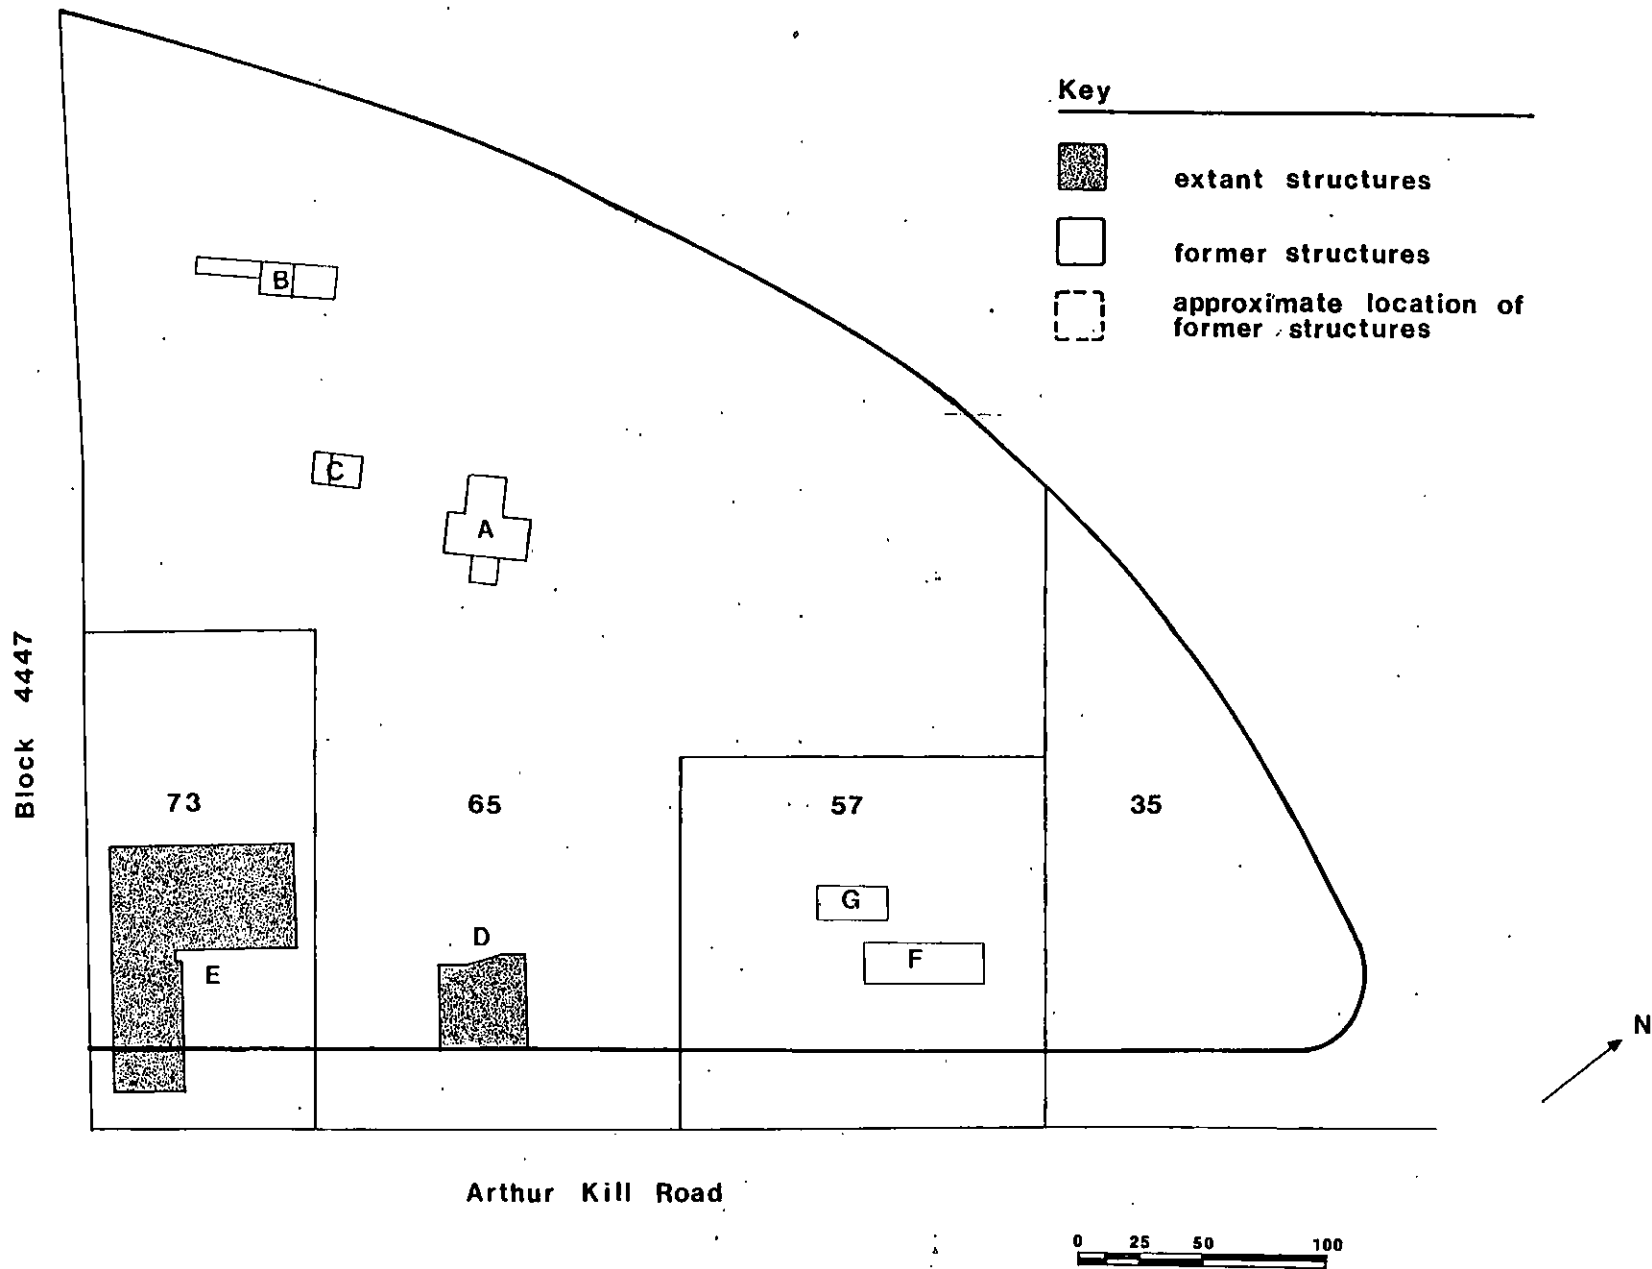 Key
extant structures
former structures
approximate location of
former structures
B
C
A
Block 4447
73
65
57
35
G
D
F
E
N
Arthur Kill Road
0 25 50 100